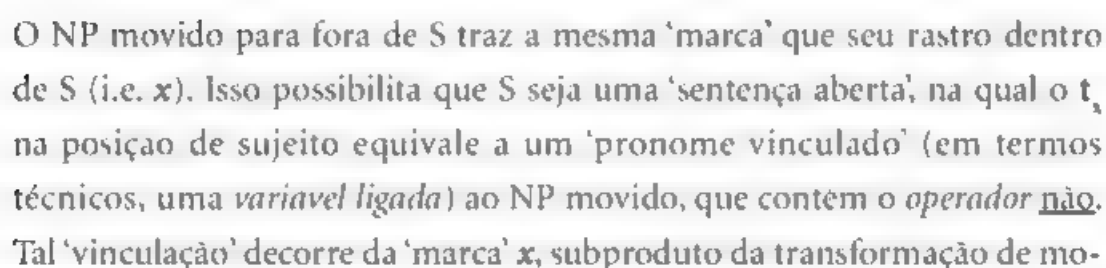 O NP movido para fora de S traz a mesma ‘marca’ que seu rastro dentro
de S (i.e. x). Isso possibilita que S seja uma ‘sentença aberta’, na qual o tₓ
na posiçao de sujeito equivale a um ‘pronome vinculado’ (em termos
técnicos, uma variavel ligada) ao NP movido, que contem o operador não.
Tal ‘vinculação’ decorre da ‘marca’ x, subproduto da transformação de mo-